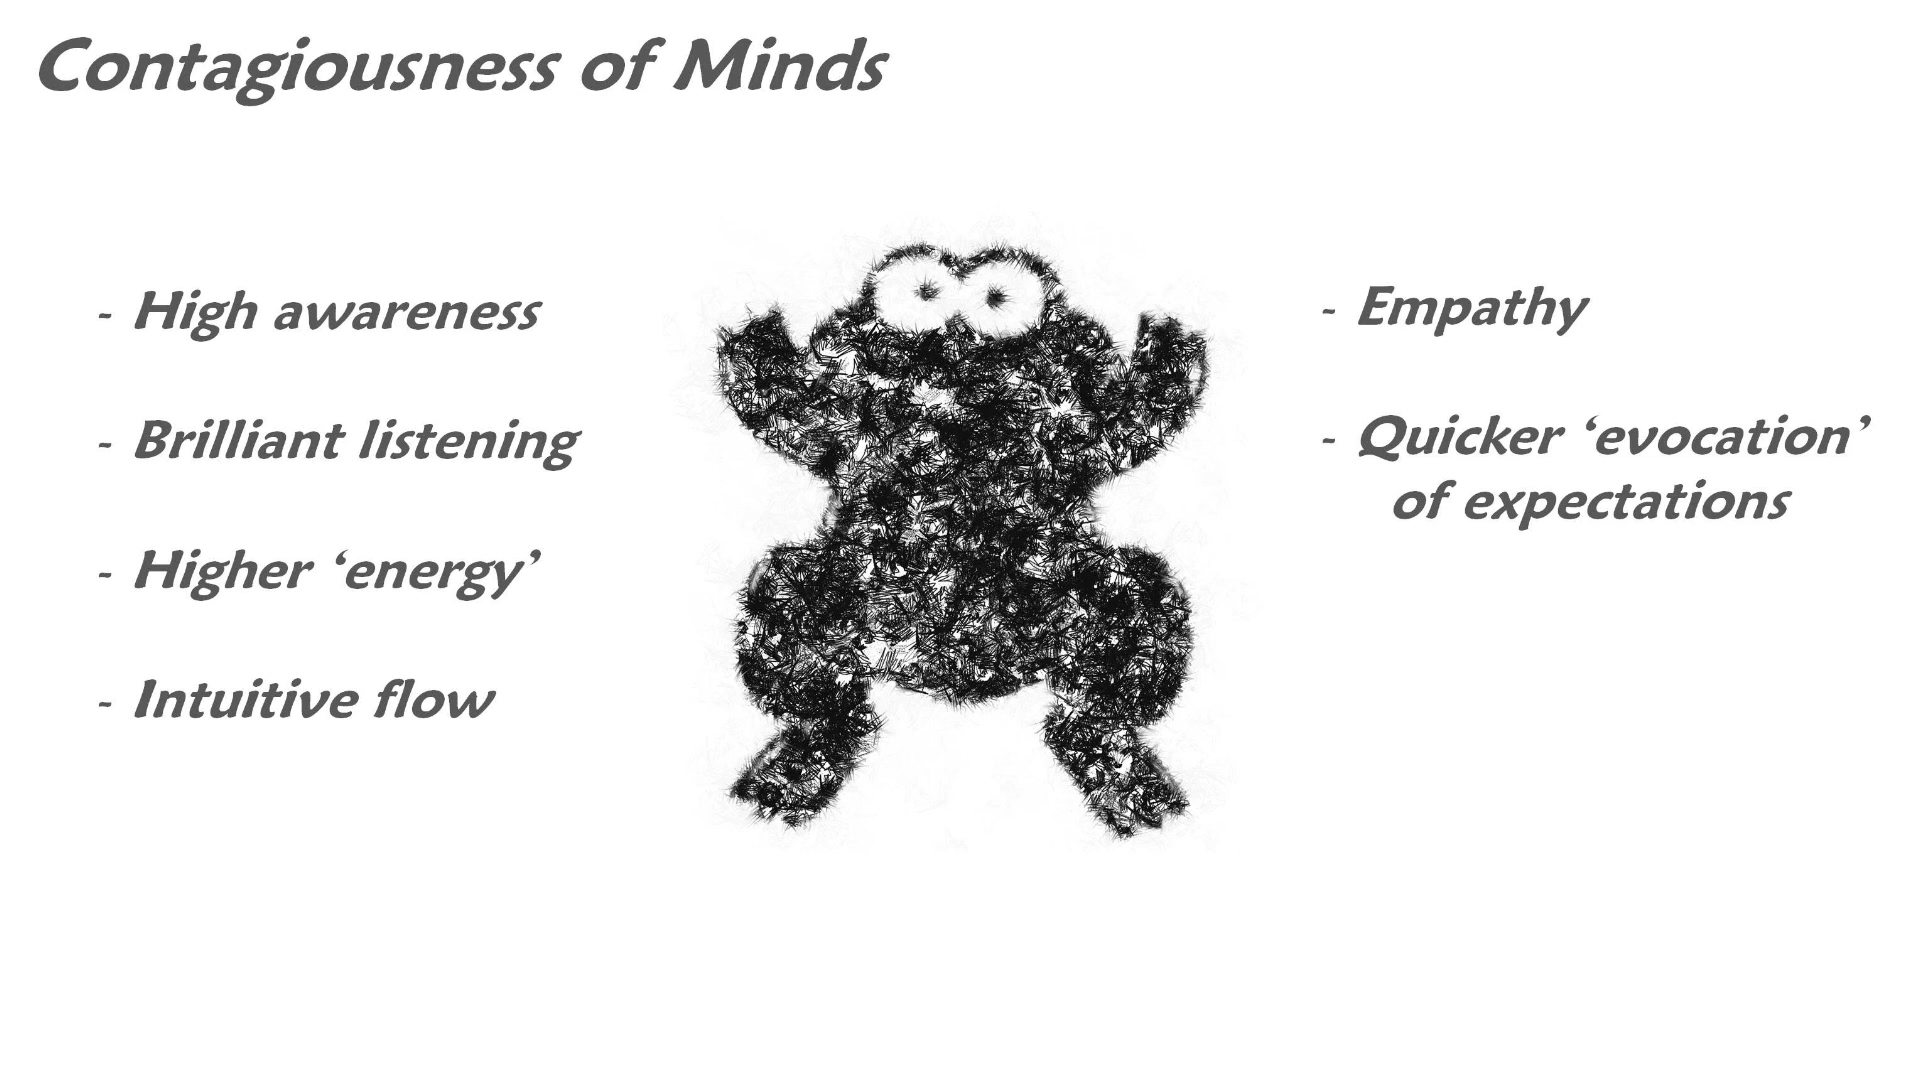 Contagiousness of Minds
- High awareness
- Brilliant listening
- Higher ‘energy’
- Intuitive flow
- Empathy
- Quicker ‘evocation’
of expectations